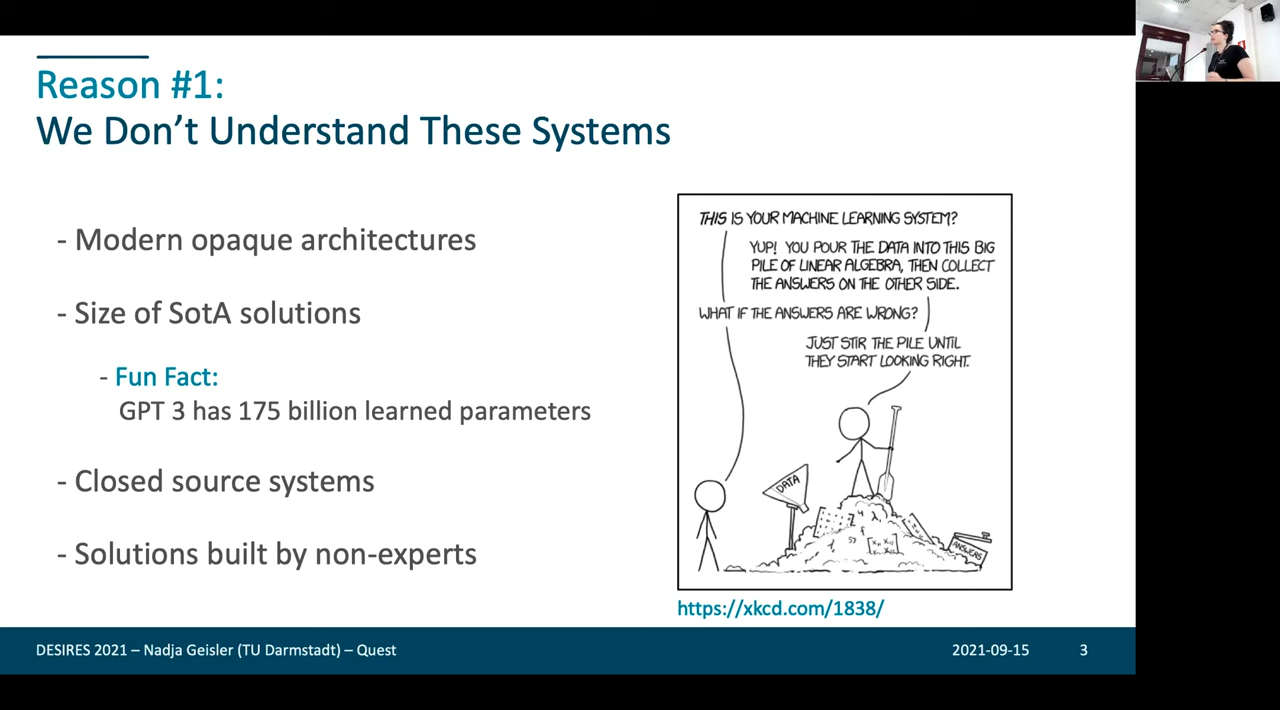 Reason #1:
We Don't Understand These Systems
- Modern opaque architectures
- Size of SotA solutions
- Fun Fact:
GPT 3 has 175 billion learned parameters
- Closed source systems
- Solutions built by non-experts
THIS IS YOUR MACHINE LEARNING SYSTEM?
YUP! YOU POUR THE DATA INTO THIS BIG
PILE OF LINEAR ALGEBRA, THEN COLLECT
THE ANSWERS ON THE OTHER SIDE.
WHAT IF THE ANSWERS ARE WRONG?
JUST STIR THE PILE UNTIL
THEY START LOOKING RIGHT.
DATA
ANSWERS
https://xkcd.com/1838/
DESIRES 2021 – Nadja Geisler (TU Darmstadt) – Quest
2021-09-15
3